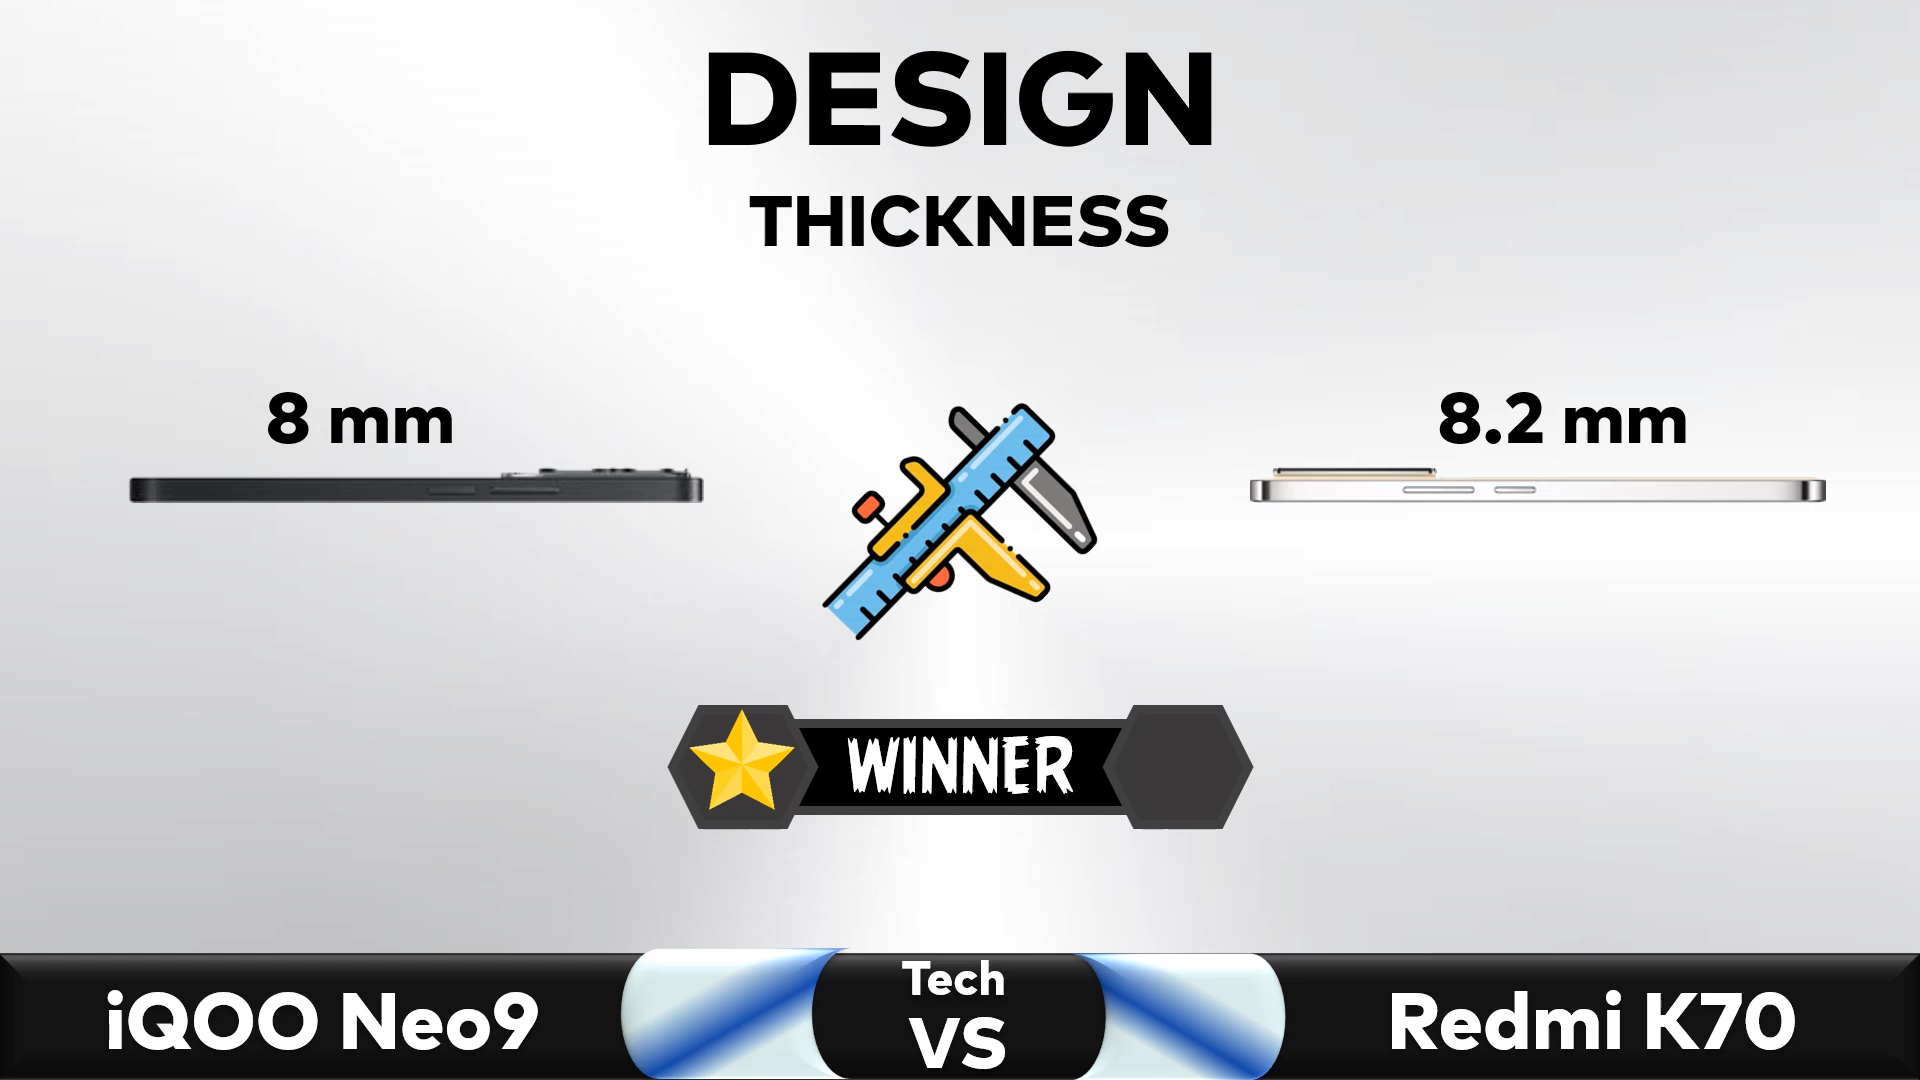 DESIGN
THICKNESS
8 mm
8.2 mm
WINNER
iQOO Neo9
Tech
VS
Redmi K70